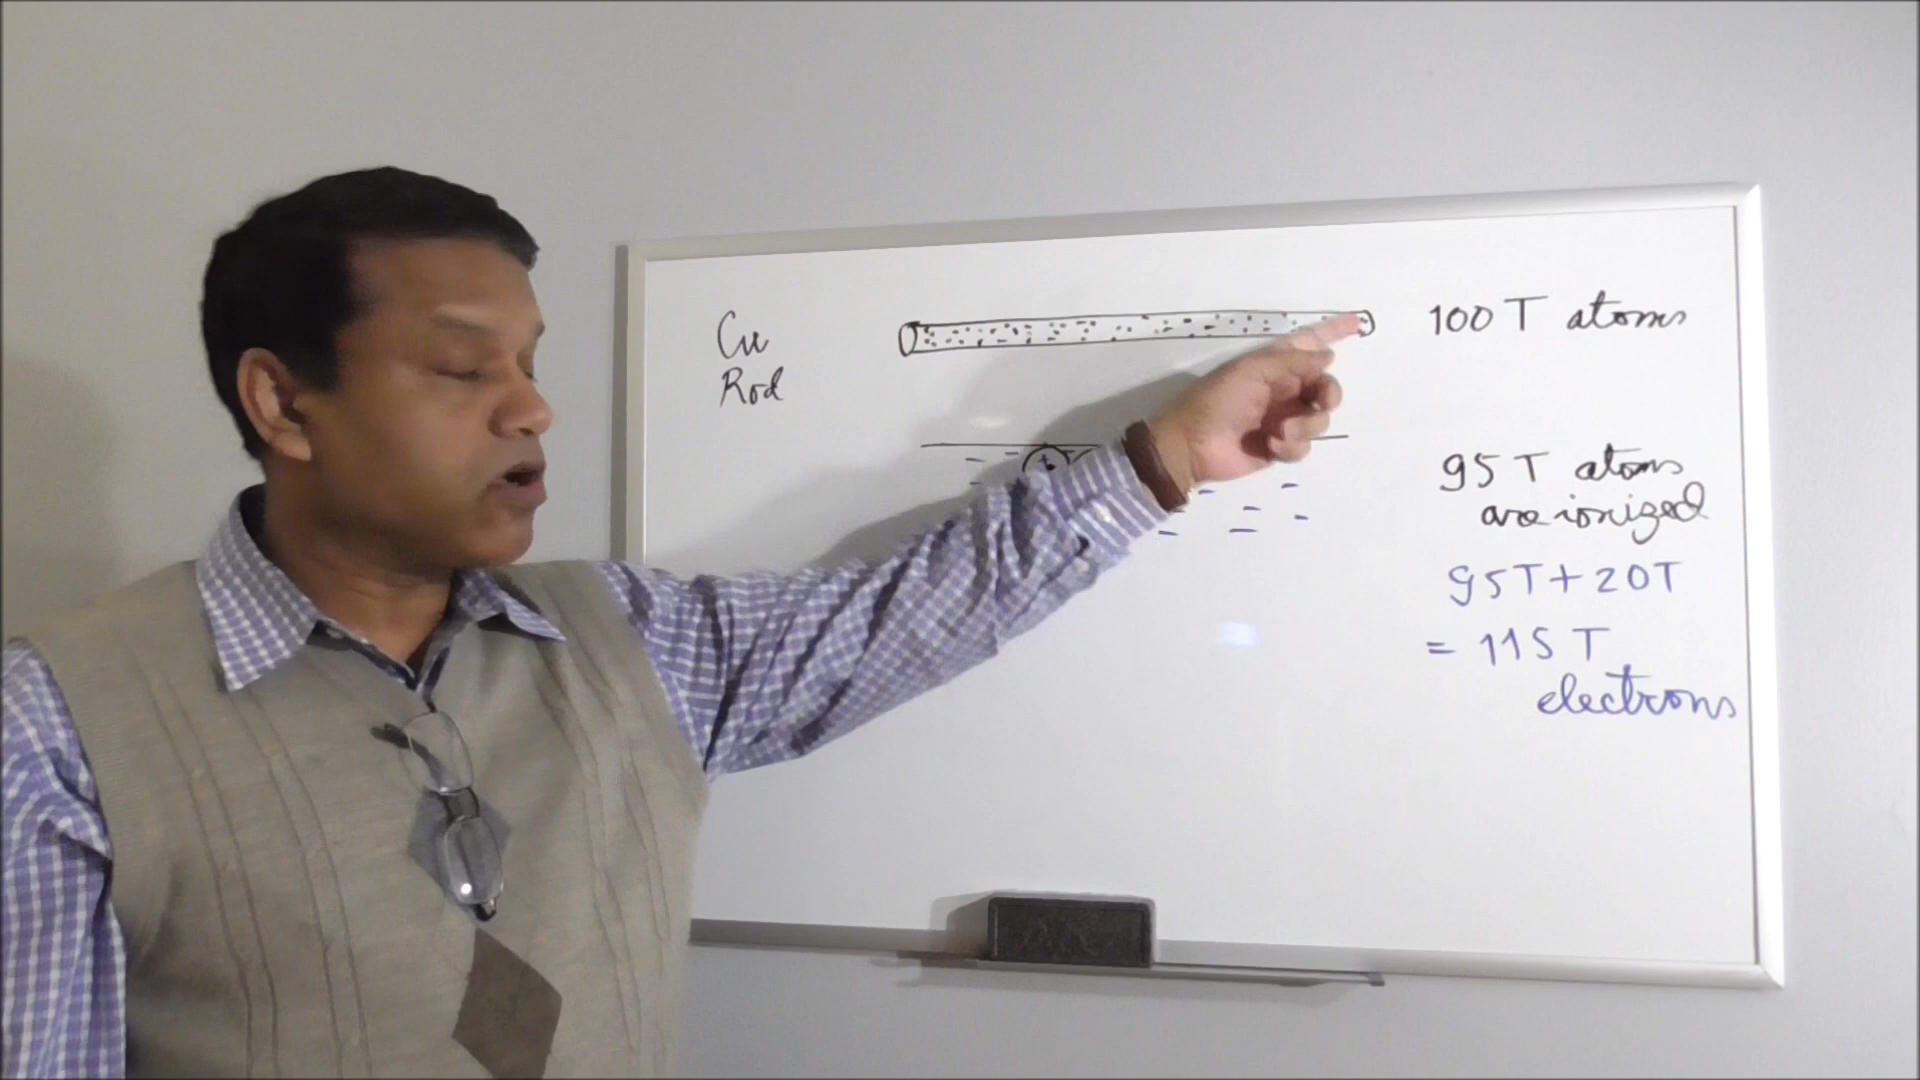 Cu
Rod
100 T atoms
95 T atoms
are ionized
95T + 20T
= 115 T
electrons